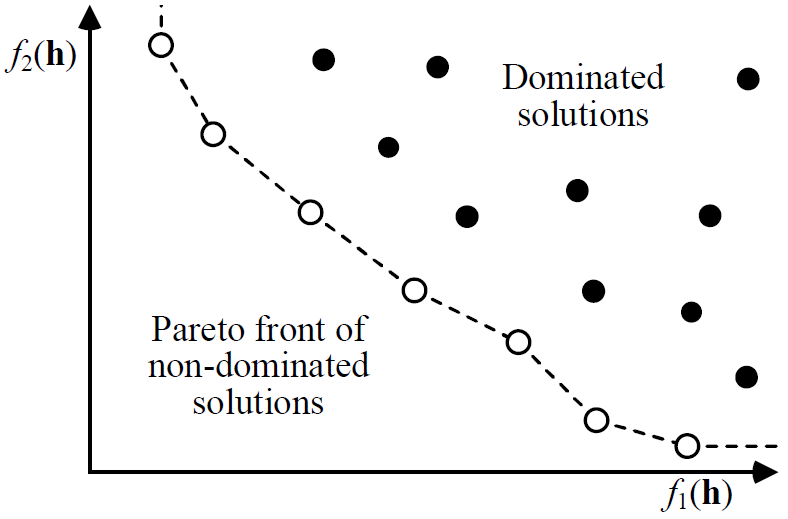 f2(h)
Dominated
solutions
Pareto front of
non-dominated
solutions
f1(h)